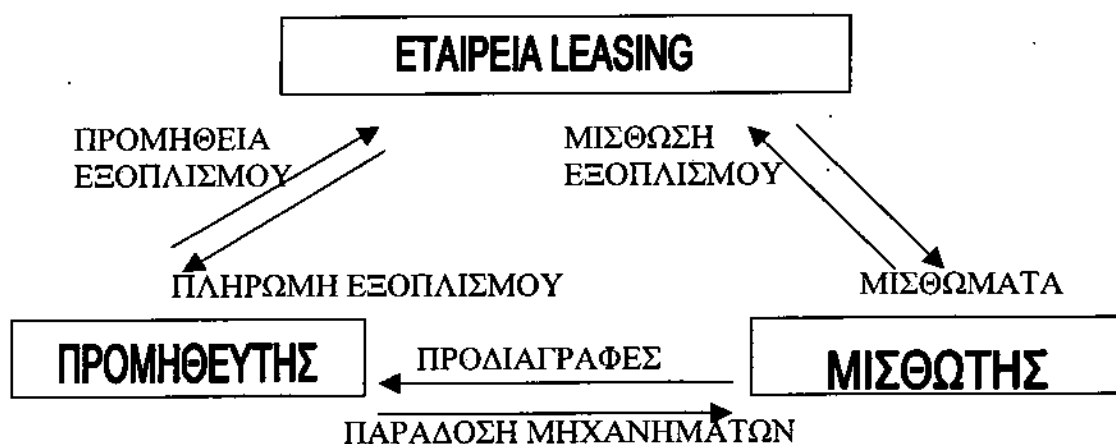 ΕΤΑΙΡΕΙΑ LEASING
ΠΡΟΜΗΘΕΙΑ
ΕΞΟΠΛΙΣΜΟΥ
ΜΙΣΘΩΣΗ
ΕΞΟΠΛΙΣΜΟΥ
ΠΛΗΡΩΜΗ ΕΞΟΠΛΙΣΜΟΥ
ΜΙΣΘΩΜΑΤΑ
ΠΡΟΜΗΘΕΥΤΗΣ
ΠΡΟΔΙΑΓΡΑΦΕΣ
ΜΙΣΘΩΤΗΣ
ΠΑΡΑΔΟΣΗ ΜΗΧΑΝΗΜΑΤΩΝ